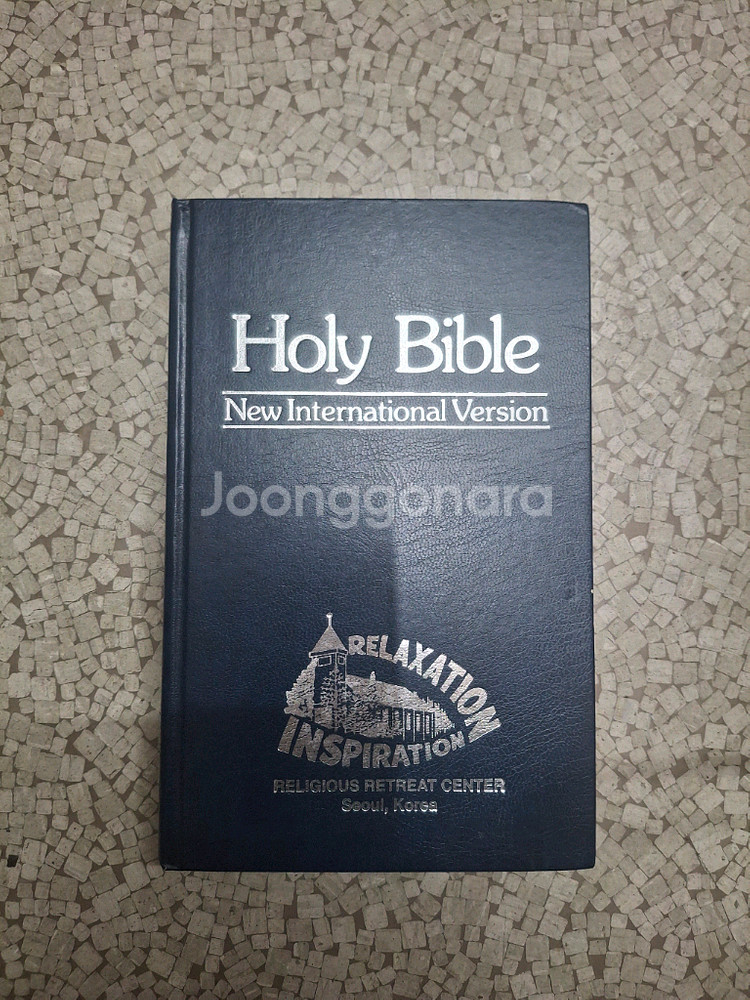 Holy Bible
New International Version
Joonggonara
RELAXATION
INSPIRATION
RELIGIOUS RETREAT CENTER
Seoul, Korea